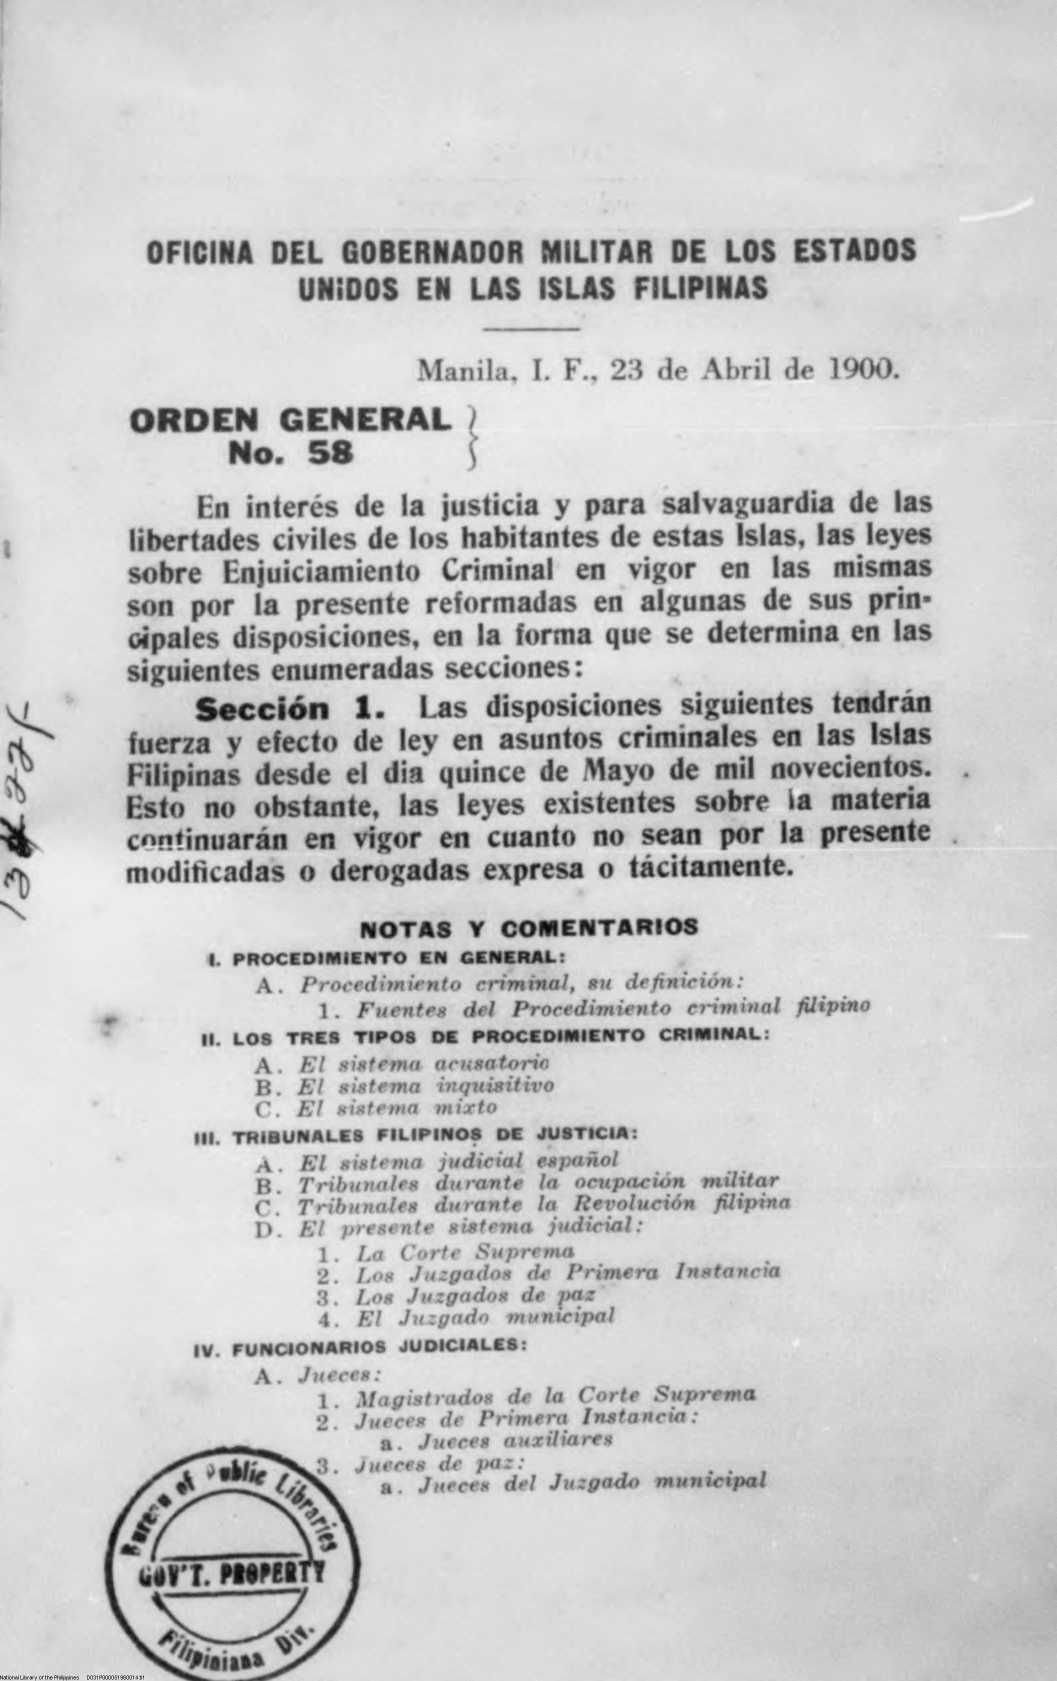 OFICINA DEL GOBERNADOR MILITAR DE LOS ESTADOS
UNIDOS EN LAS ISLAS FILIPINAS
Manila, I. F., 23 de Abril de 1900.
ORDEN GENERAL
No. 58
En interés de la justicia y para salvaguardia de las
libertades civiles de los habitantes de estas Islas, las leyes
sobre Enjuiciamiento Criminal en vigor en las mismas
son por la presente reformadas en algunas de sus prin-
cipales disposiciones, en la forma que se determina en las
siguientes enumeradas secciones:
Sección 1. Las disposiciones siguientes tendrán
fuerza y efecto de ley en asuntos criminales en las Islas
Filipinas desde el dia quince de Mayo de mil novecientos.
Esto no obstante, las leyes existentes sobre la materia
continuarán en vigor en cuanto no sean por la presente
modificadas o derogadas expresa o tácitamente.
NOTAS Y COMENTARIOS
I. PROCEDIMIENTO EN GENERAL:
A. Procedimiento criminal, su definición:
1. Fuentes del Procedimiento criminal filipino
II. LOS TRES TIPOS DE PROCEDIMIENTO CRIMINAL:
A. El sistema acusatorio
B. El sistema inquisitivo
C. El sistema mixto
III. TRIBUNALES FILIPINOS DE JUSTICIA:
A. El sistema judicial español
B. Tribunales durante la ocupación militar
C. Tribunales durante la Revolución filipina
D. El presente sistema judicial:
1. La Corte Suprema
2. Los Juzgados de Primera Instancia
3. Los Juzgados de paz
4. El Juzgado municipal
IV. FUNCIONARIOS JUDICIALES:
A. Jueces:
1. Magistrados de la Corte Suprema
2. Jueces de Primera Instancia:
a. Jueces auxiliares
3. Jueces de paz:
a. Jueces del Juzgado municipal
Bureau of Public Libraries
GOV'T. PROPERTY
Filipiniana Div.
National Library of the Philippines